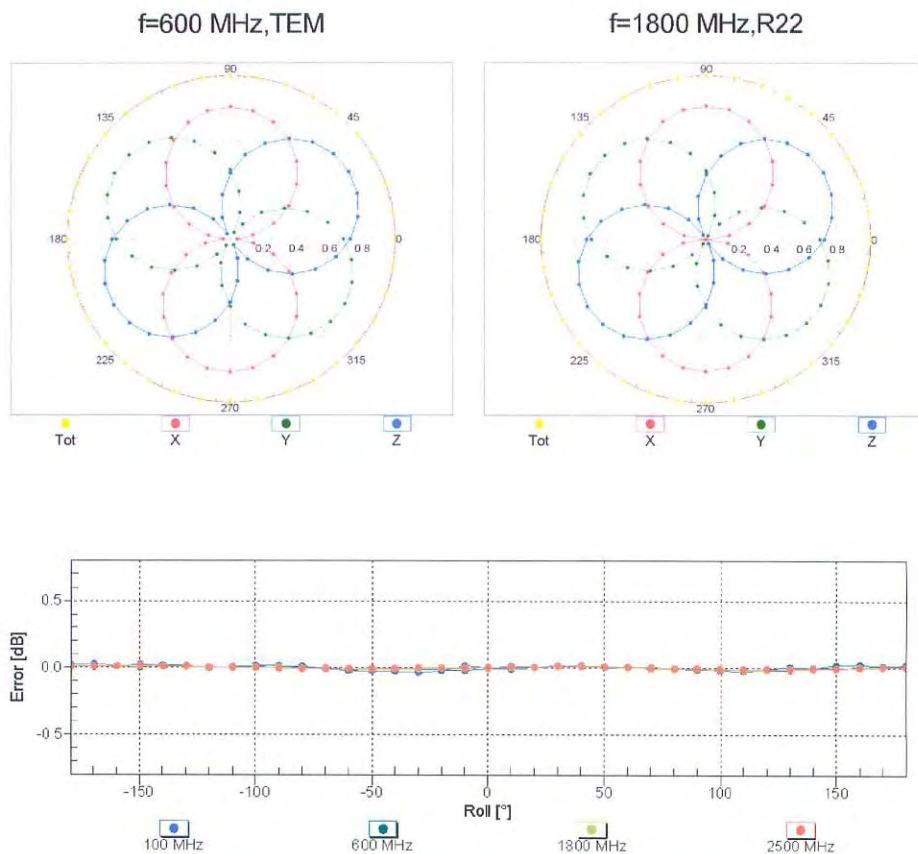 f=600 MHz,TEM
f=1800 MHz,R22
90
135
45
180
0.2 0.4 0.6 0.8 0
225
315
270
Tot X Y Z
90
135
45
180
0.2 0.4 0.6 0.8 0
225
315
270
Tot X Y Z
Error [dB]
0.5
0.0
-0.5
-150 -100 -50 0 50 100 150
Roll [°]
100 MHz 600 MHz 1800 MHz 2500 MHz